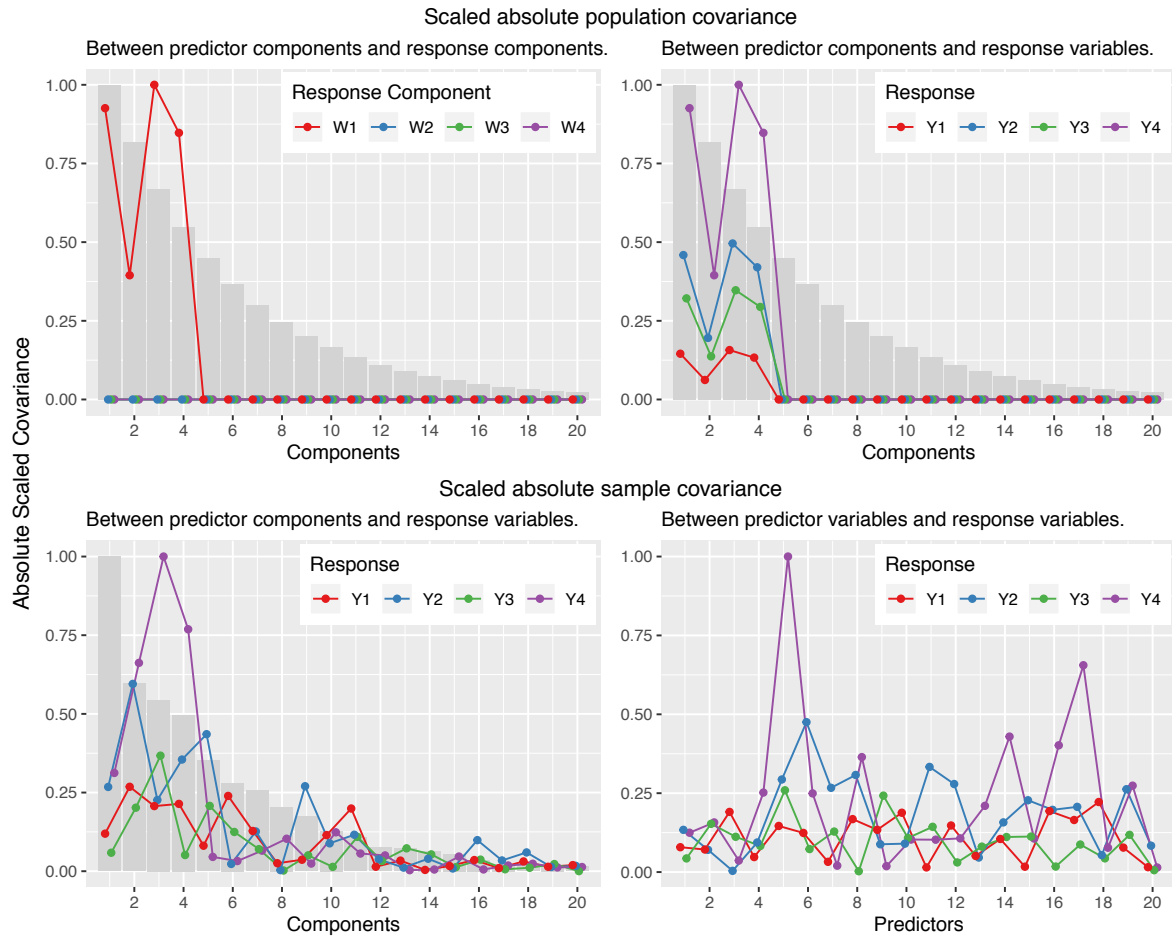 Scaled absolute population covariance
Between predictor components and response components.
Between predictor components and response variables.
Response Component
W1 W2 W3 W4
Response
Y1 Y2 Y3 Y4
1.00
0.75
0.50
0.25
0.00
1.00
0.75
0.50
0.25
0.00
2 4 6 8 10 12 14 16 18 20
2 4 6 8 10 12 14 16 18 20
Components
Components
Absolute Scaled Covariance
Scaled absolute sample covariance
Between predictor components and response variables.
Between predictor variables and response variables.
Response
Y1 Y2 Y3 Y4
Response
Y1 Y2 Y3 Y4
1.00
0.75
0.50
0.25
0.00
1.00
0.75
0.50
0.25
0.00
2 4 6 8 10 12 14 16 18 20
2 4 6 8 10 12 14 16 18 20
Components
Predictors